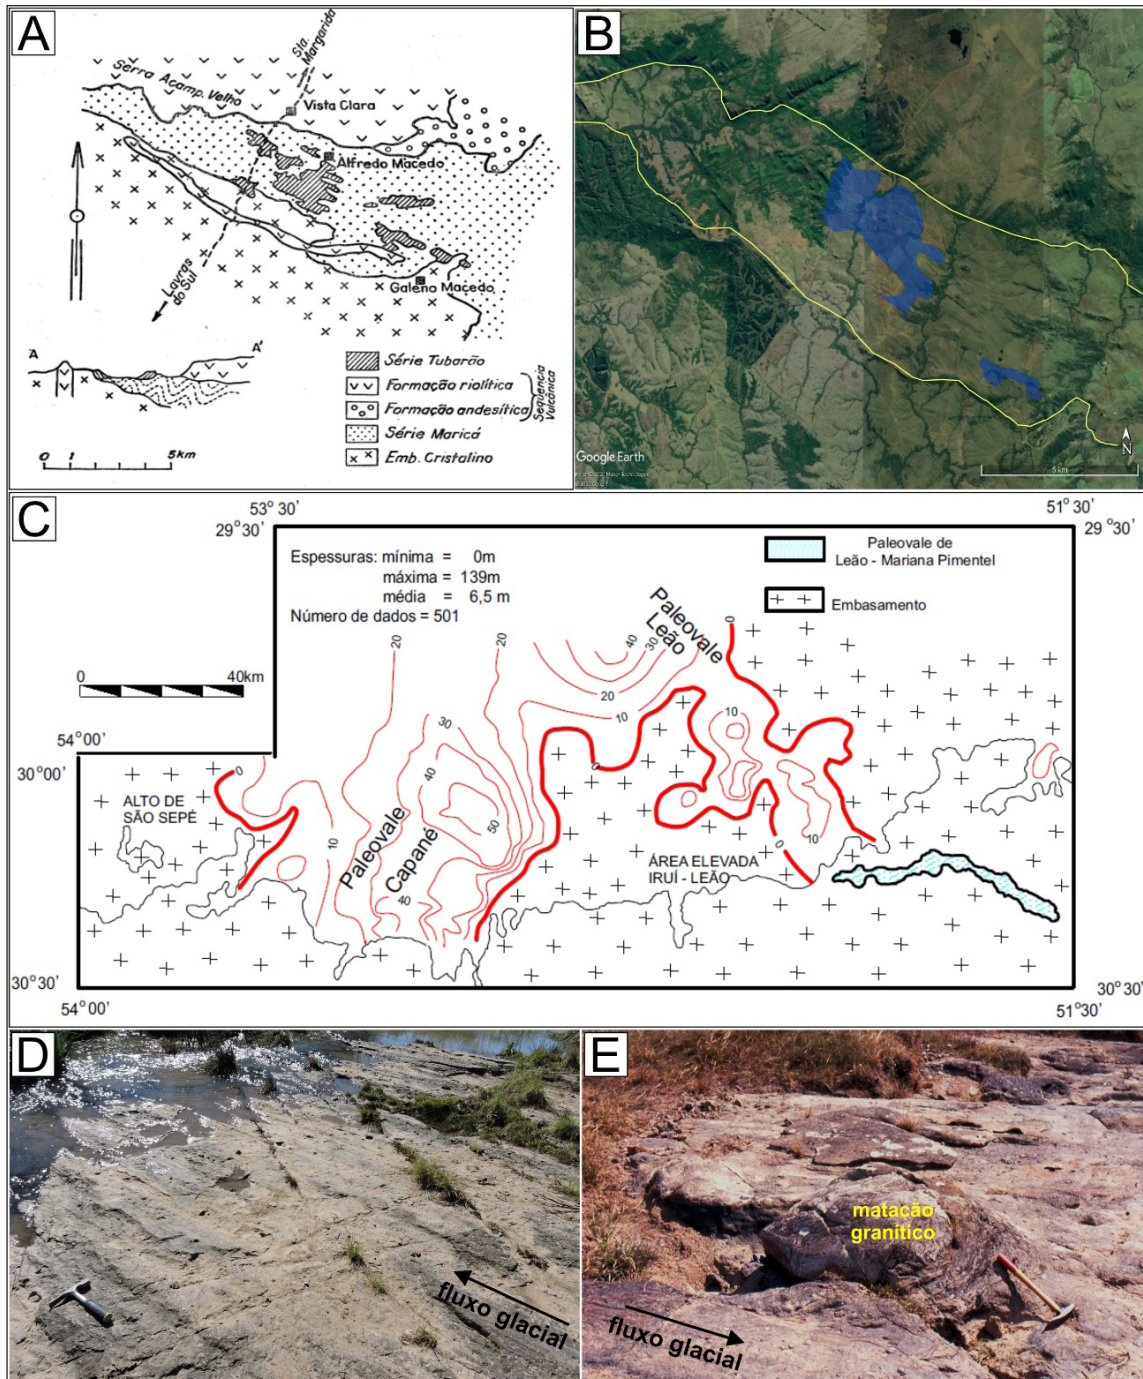 A
Sta.
Margarida
Serra Acamp. Velho
Vista Clara
Alfredo Macedo
Lavras
do Sul
Galeno Macedo
A
A'
Série Tubarão
Formação riolítica
Formação andesítica
Seqüência
Vulcânica
Série Maricá
Emb. Cristalino
0 1 5km
B
Google Earth
5 km
N
C
53°30'
29°30'
51°30'
29°30'
Espessuras: mínima = 0m
máxima = 139m
média = 6,5 m
Número de dados = 501
Paleovale de
Leão - Mariana Pimentel
Embasamento
Paleovale
Leão
0
20
20
40
30
20
10
0
0 40km
30
40
50
10
10
0
54°00'
30°00'
30°00'
0
ALTO DE
SÃO SEPÉ
10
Paleovale
Capané
40
ÁREA ELEVADA
IRUÍ - LEÃO
0
10
30°30'
54°00'
30°30'
51°30'
D
fluxo glacial
E
matacão
granítico
fluxo glacial